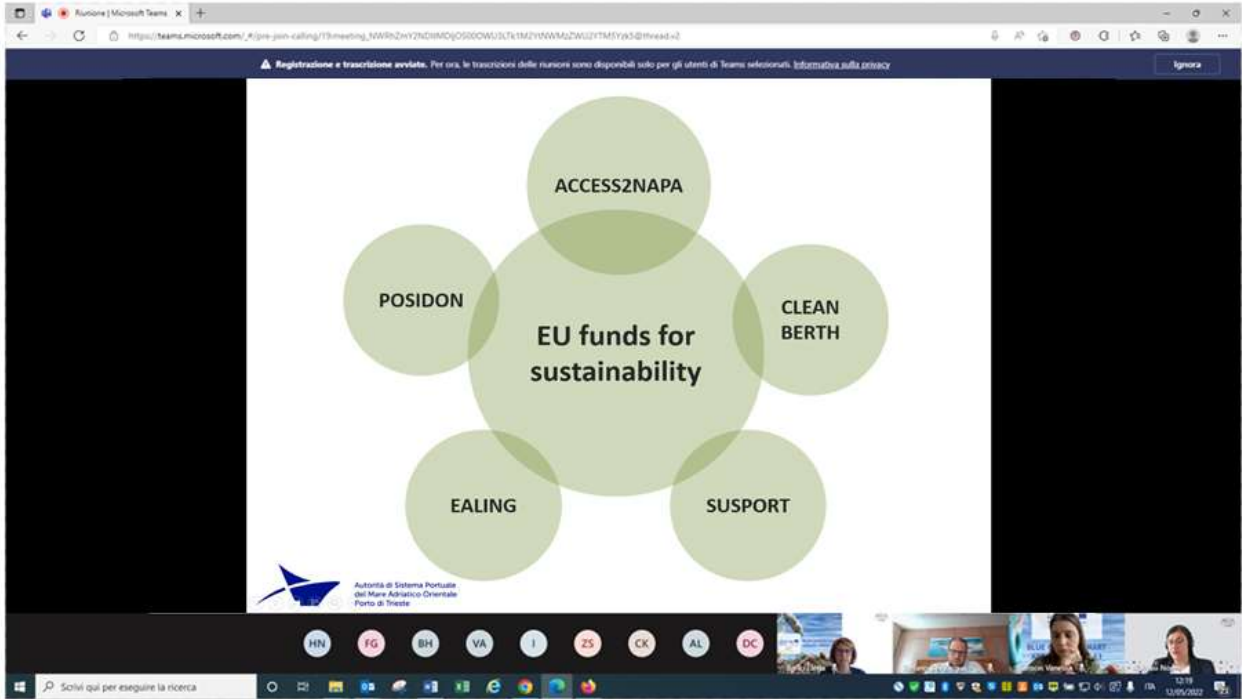 Riunione | Microsoft Teams
Registrazione e trascrizione avviate. Per ora, le trascrizioni delle riunioni sono disponibili solo per gli utenti di Teams selezionati. Informativa sulla privacy
Ignora
ACCESS2NAPA
POSIDON
CLEAN
BERTH
EU funds for
sustainability
EALING
SUSPORT
Autorità di Sistema Portuale
del Mare Adriatico Orientale
Porto di Trieste
HN
FG
BH
VA
I
ZS
CK
AL
DC
Scrivi qui per eseguire la ricerca
ITA
12:19
12/05/2022